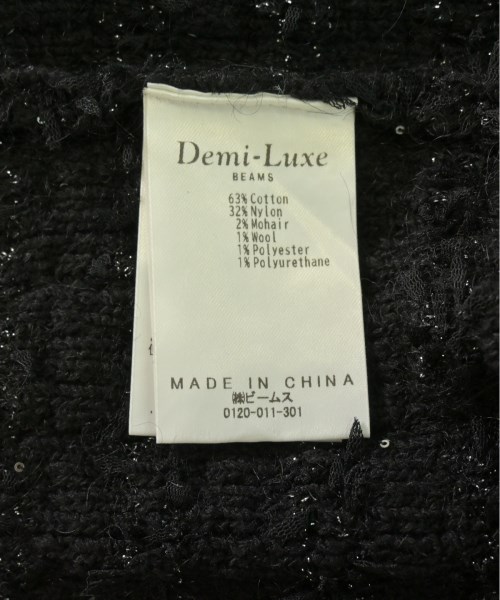 Demi-Luxe
BEAMS
63% Cotton
32% Nylon
2% Mohair
1% Wool
1% Polyester
1% Polyurethane
MADE IN CHINA
㈱ビームス
0120-011-301